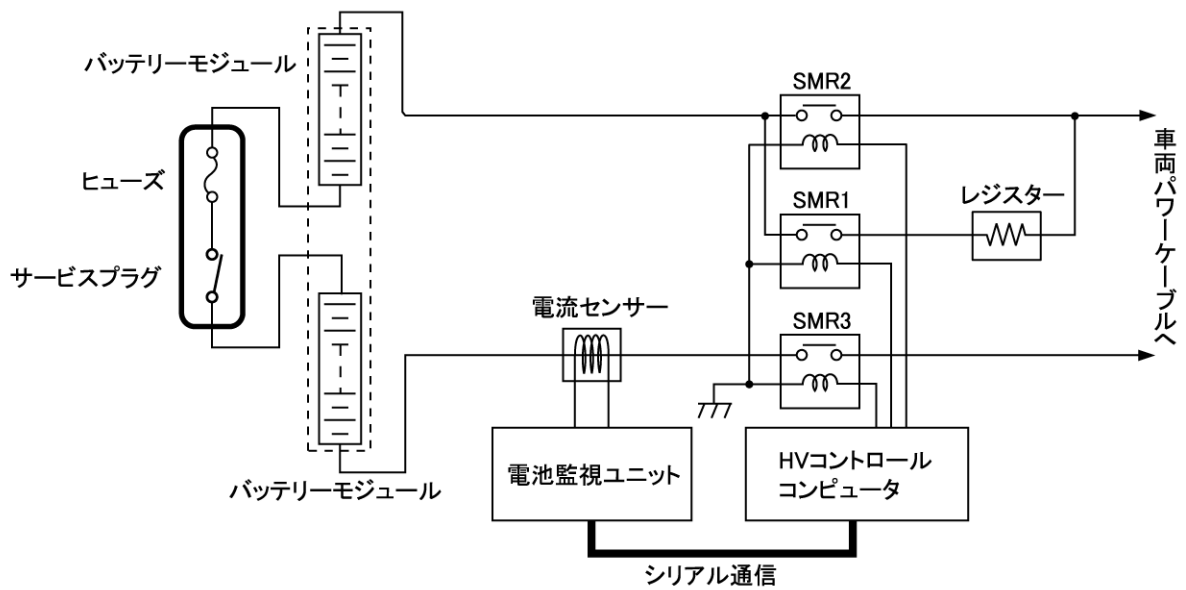 バッテリーモジュール
ヒューズ
サービスプラグ
バッテリーモジュール
電流センサー
電池監視ユニット
SMR2
SMR1
SMR3
レジスター
車両パワーケーブルへ
HVコントロール
コンピュータ
シリアル通信